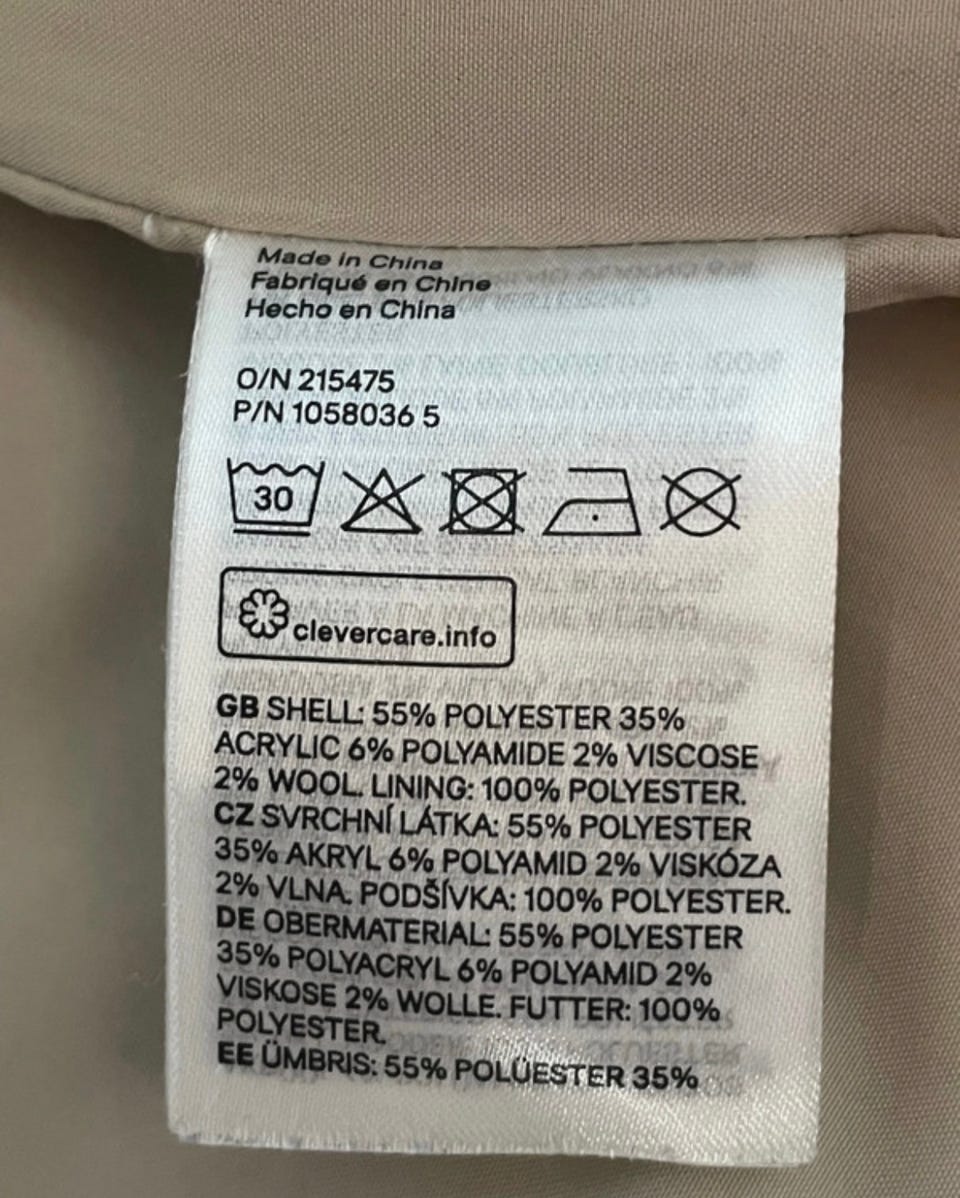 Made in China
Fabriqué en Chine
Hecho en China
O/N 215475
P/N 1058036 5
30
clevercare.info
GB SHELL: 55% POLYESTER 35%
ACRYLIC 6% POLYAMIDE 2% VISCOSE
2% WOOL. LINING: 100% POLYESTER.
CZ SVRCHNÍ LÁTKA: 55% POLYESTER
35% AKRYL 6% POLYAMID 2% VISKÓZA
2% VLNA. PODŠÍVKA: 100% POLYESTER.
DE OBERMATERIAL: 55% POLYESTER
35% POLYACRYL 6% POLYAMID 2%
VISKOSE 2% WOLLE. FUTTER: 100%
POLYESTER.
EE ÜMBRIS: 55% POLÜESTER 35%